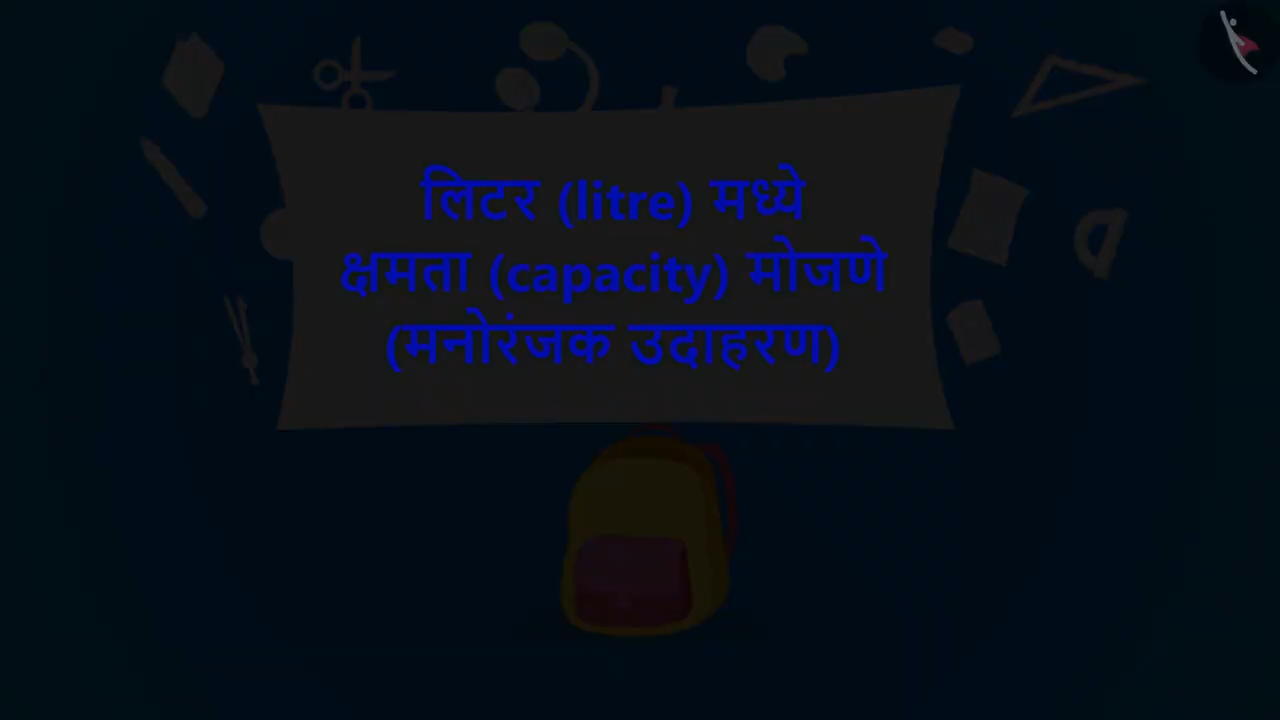 लिटर (litre) मध्ये
क्षमता (capacity) मोजणे
(मनोरंजक उदाहरण)